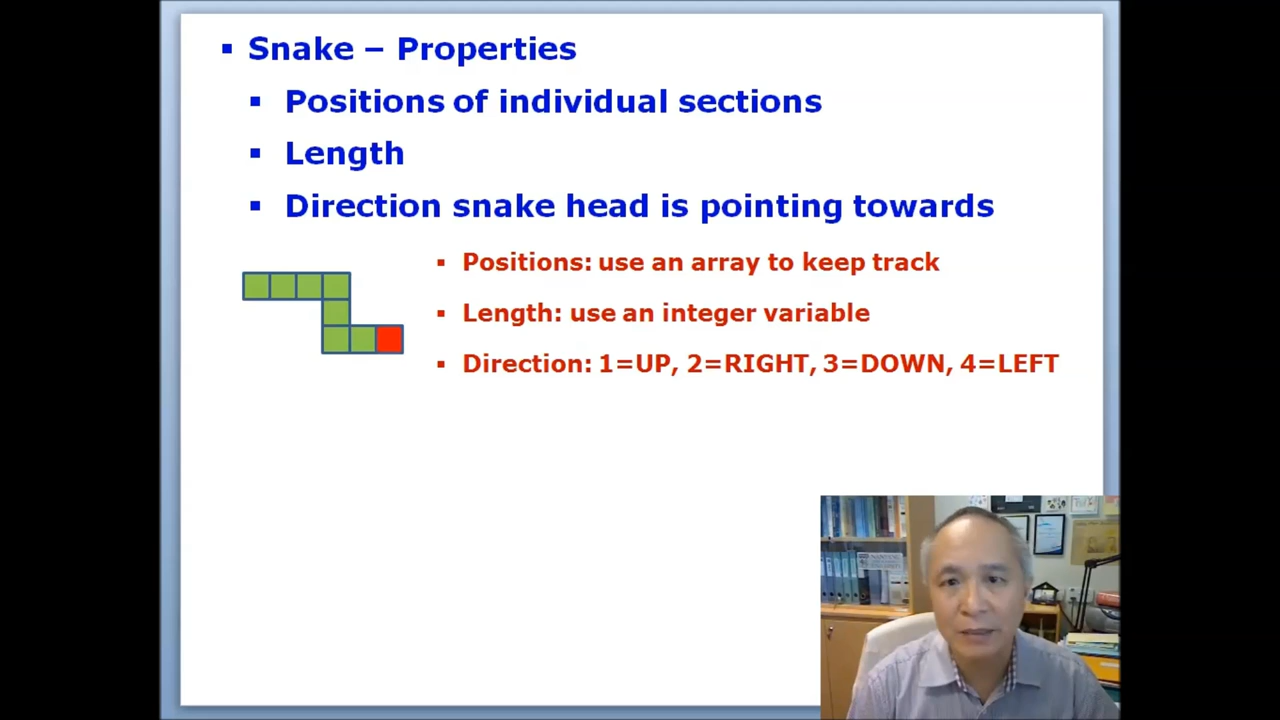 Snake – Properties
Positions of individual sections
Length
Direction snake head is pointing towards
Positions: use an array to keep track
Length: use an integer variable
Direction: 1=UP, 2=RIGHT, 3=DOWN, 4=LEFT